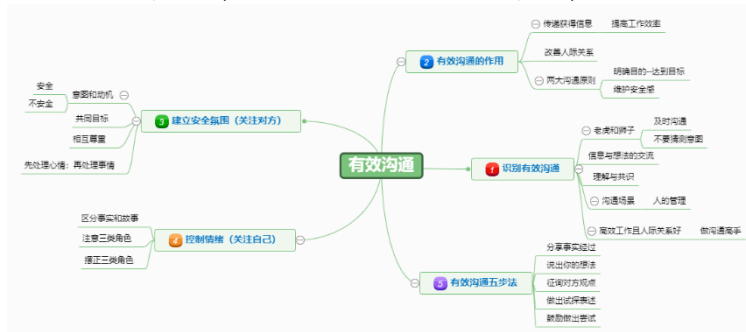 有效沟通
1 识别有效沟通
老虎和狮子
及时沟通
不要猜测意图
信息与想法的交流
理解与共识
沟通场景
人的管理
高效工作且人际关系好
做沟通高手
2 有效沟通的作用
传递获得信息
提高工作效率
改善人际关系
两大沟通原则
明确目的--达到目标
维护安全感
3 建立安全氛围（关注对方）
意图和动机
安全
不安全
共同目标
相互尊重
先处理心情；再处理事情
4 控制情绪（关注自己）
区分事实和故事
注意三类角色
摆正三类角色
5 有效沟通五步法
分享事实经过
说出你的想法
征询对方观点
做出试探表述
鼓励做出尝试